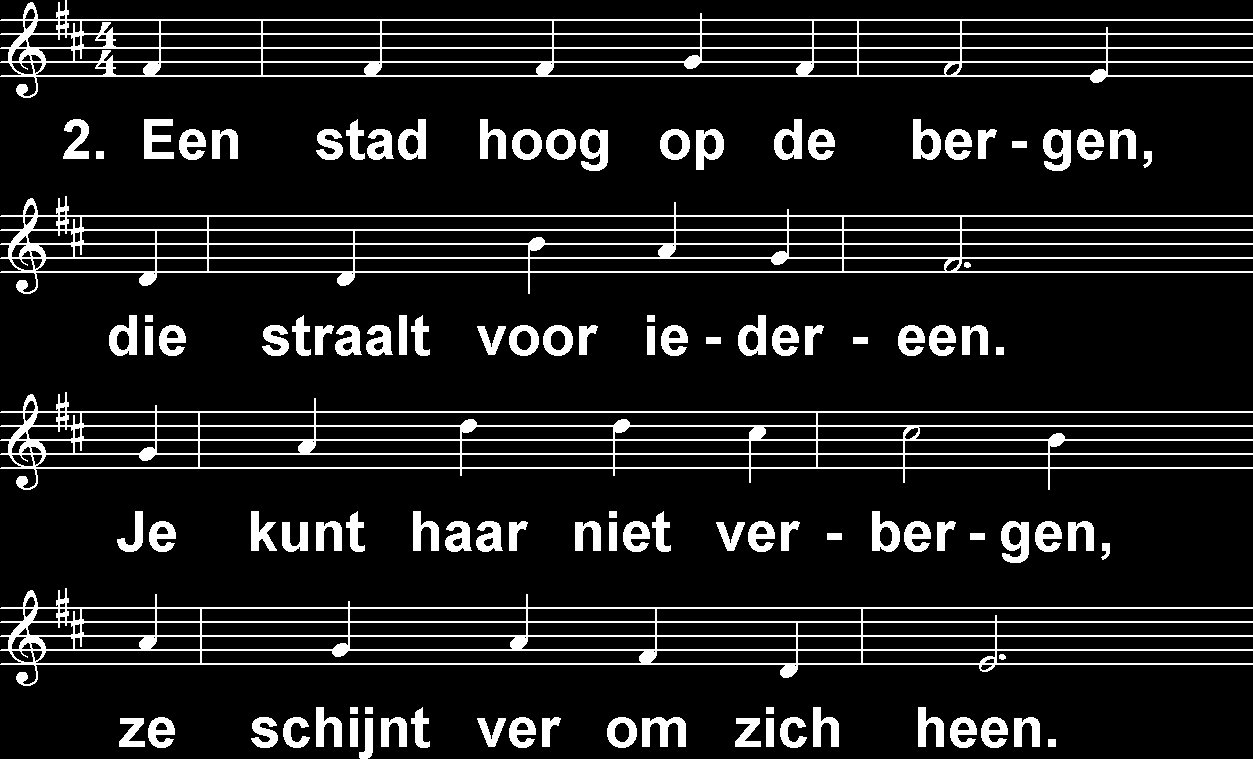 2. Een stad hoog op de ber - gen,
die straalt voor ie - der - een.
Je kunt haar niet ver - ber - gen,
ze schijnt ver om zich heen.